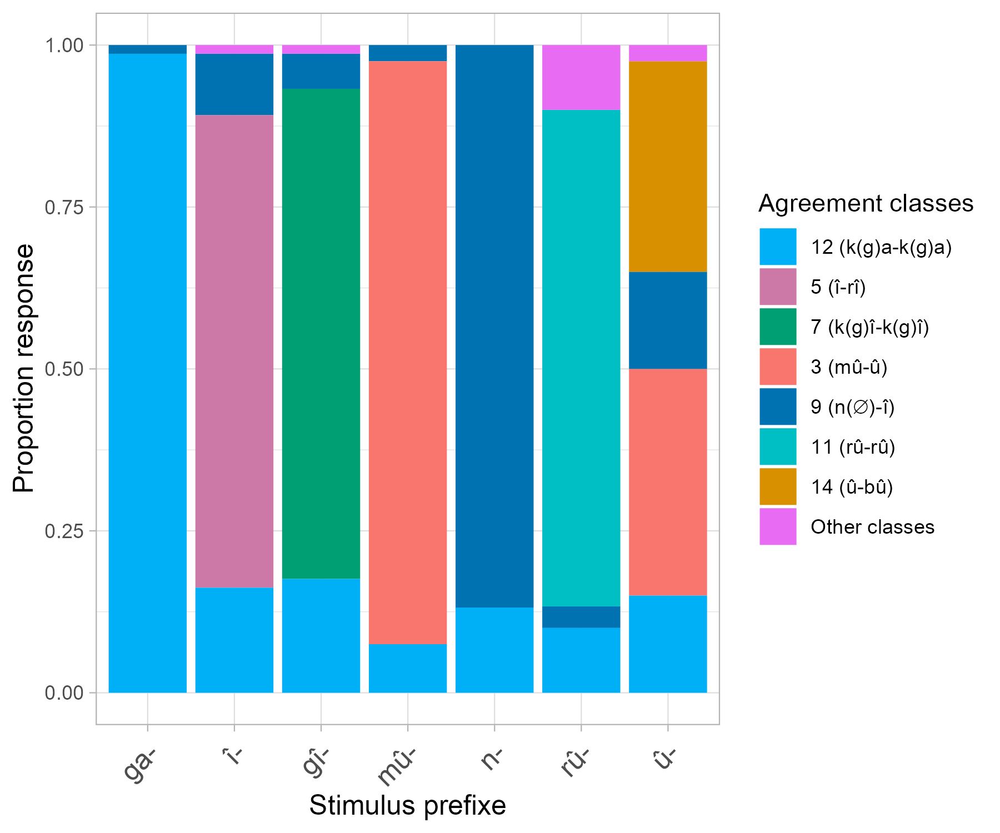 1.00
0.75
0.50
0.25
0.00
Proportion response
ga-
î-
gî-
mû-
n-
rû-
û-
Stimulus prefixe
Agreement classes
12 (k(g)a-k(g)a)
5 (î-rî)
7 (k(g)î-k(g)î)
3 (mû-û)
9 (n(∅)-î)
11 (rû-rû)
14 (û-bû)
Other classes